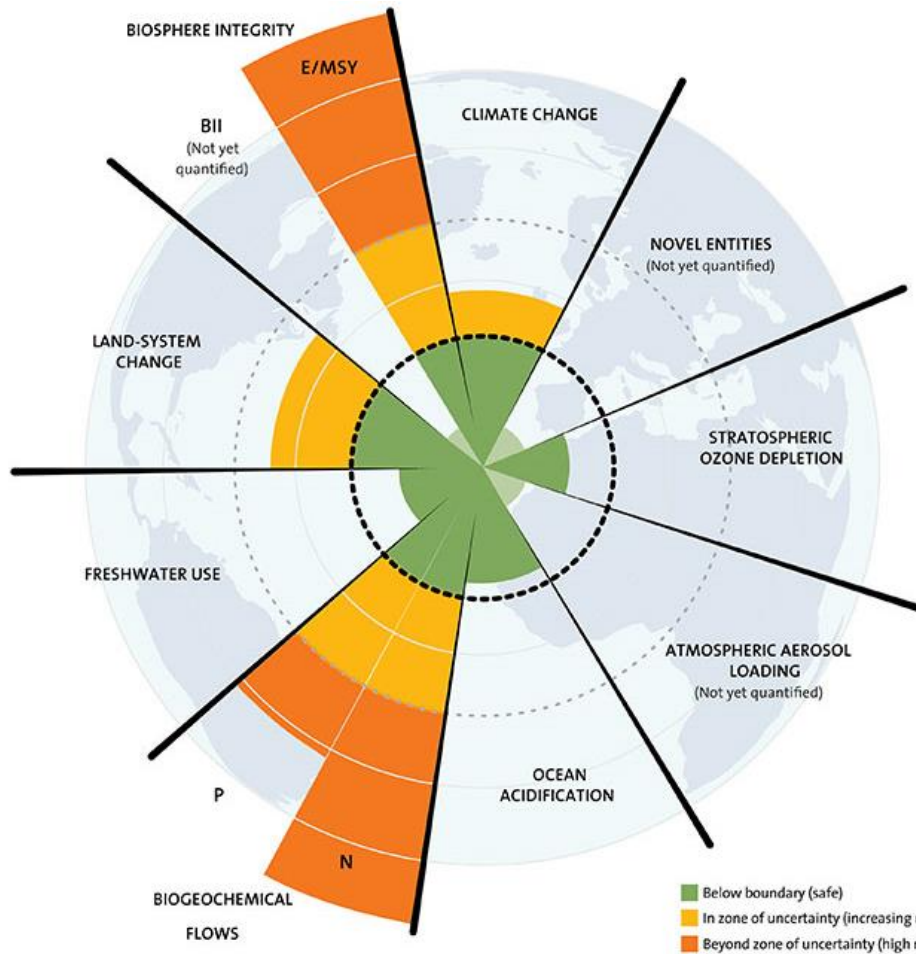 BIOSPHERE INTEGRITY
E/MSY
CLIMATE CHANGE
BII
(Not yet
quantified)
NOVEL ENTITIES
(Not yet quantified)
LAND-SYSTEM
CHANGE
STRATOSPHERIC
OZONE DEPLETION
FRESHWATER USE
ATMOSPHERIC AEROSOL
LOADING
(Not yet quantified)
OCEAN
ACIDIFICATION
P
N
BIOGEOCHEMICAL
FLOWS
Below boundary (safe)
In zone of uncertainty (increasing
Beyond zone of uncertainty (high